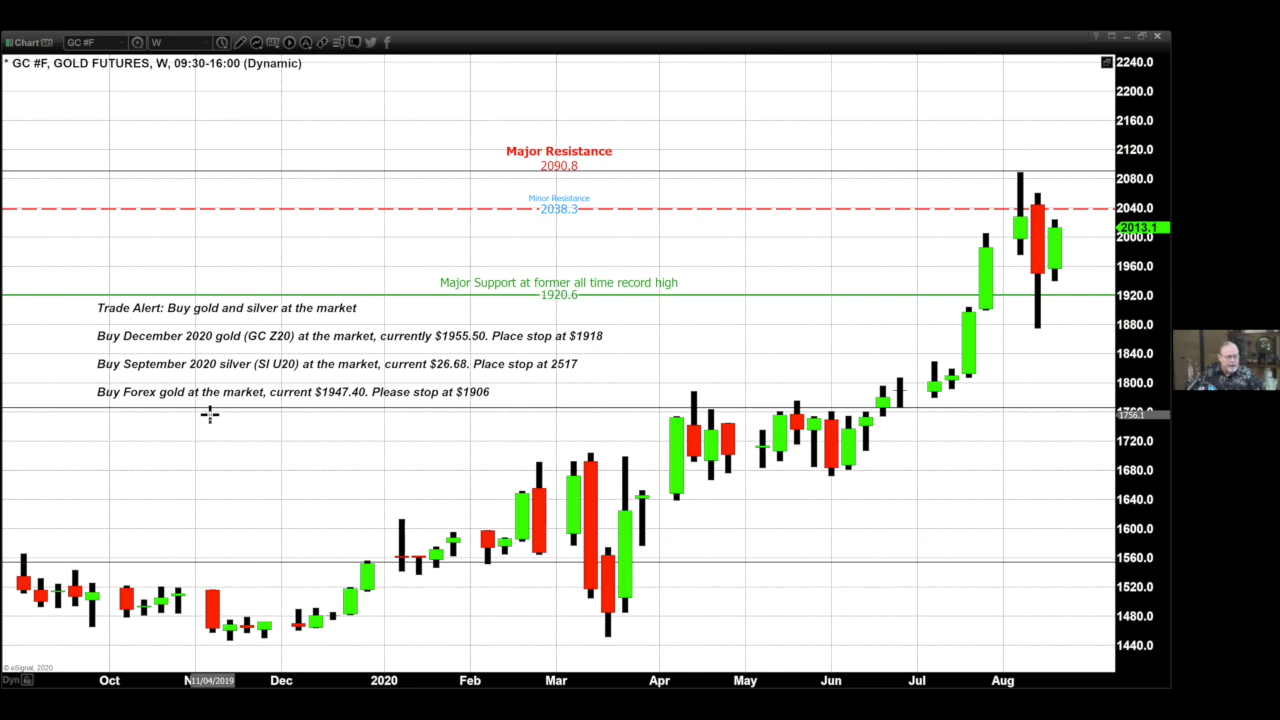 Chart
GC #F
W
* GC #F, GOLD FUTURES, W, 09:30-16:00 (Dynamic)
2240.0
2200.0
2160.0
2120.0
2080.0
2040.0
2013.1
2000.0
1960.0
1920.0
1880.0
1840.0
1800.0
1760.0
1756.1
1720.0
1680.0
1640.0
1600.0
1560.0
1520.0
1480.0
1440.0
Major Resistance
2090.8
Minor Resistance
2038.3
Major Support at former all time record high
1920.6
Trade Alert: Buy gold and silver at the market
Buy December 2020 gold (GC Z20) at the market, currently $1955.50. Place stop at $1918
Buy September 2020 silver (SI U20) at the market, current $26.68. Place stop at 2517
Buy Forex gold at the market, current $1947.40. Please stop at $1906
© eSignal, 2020
Dyn
Oct
11/04/2019
Dec
2020
Feb
Mar
Apr
May
Jun
Jul
Aug